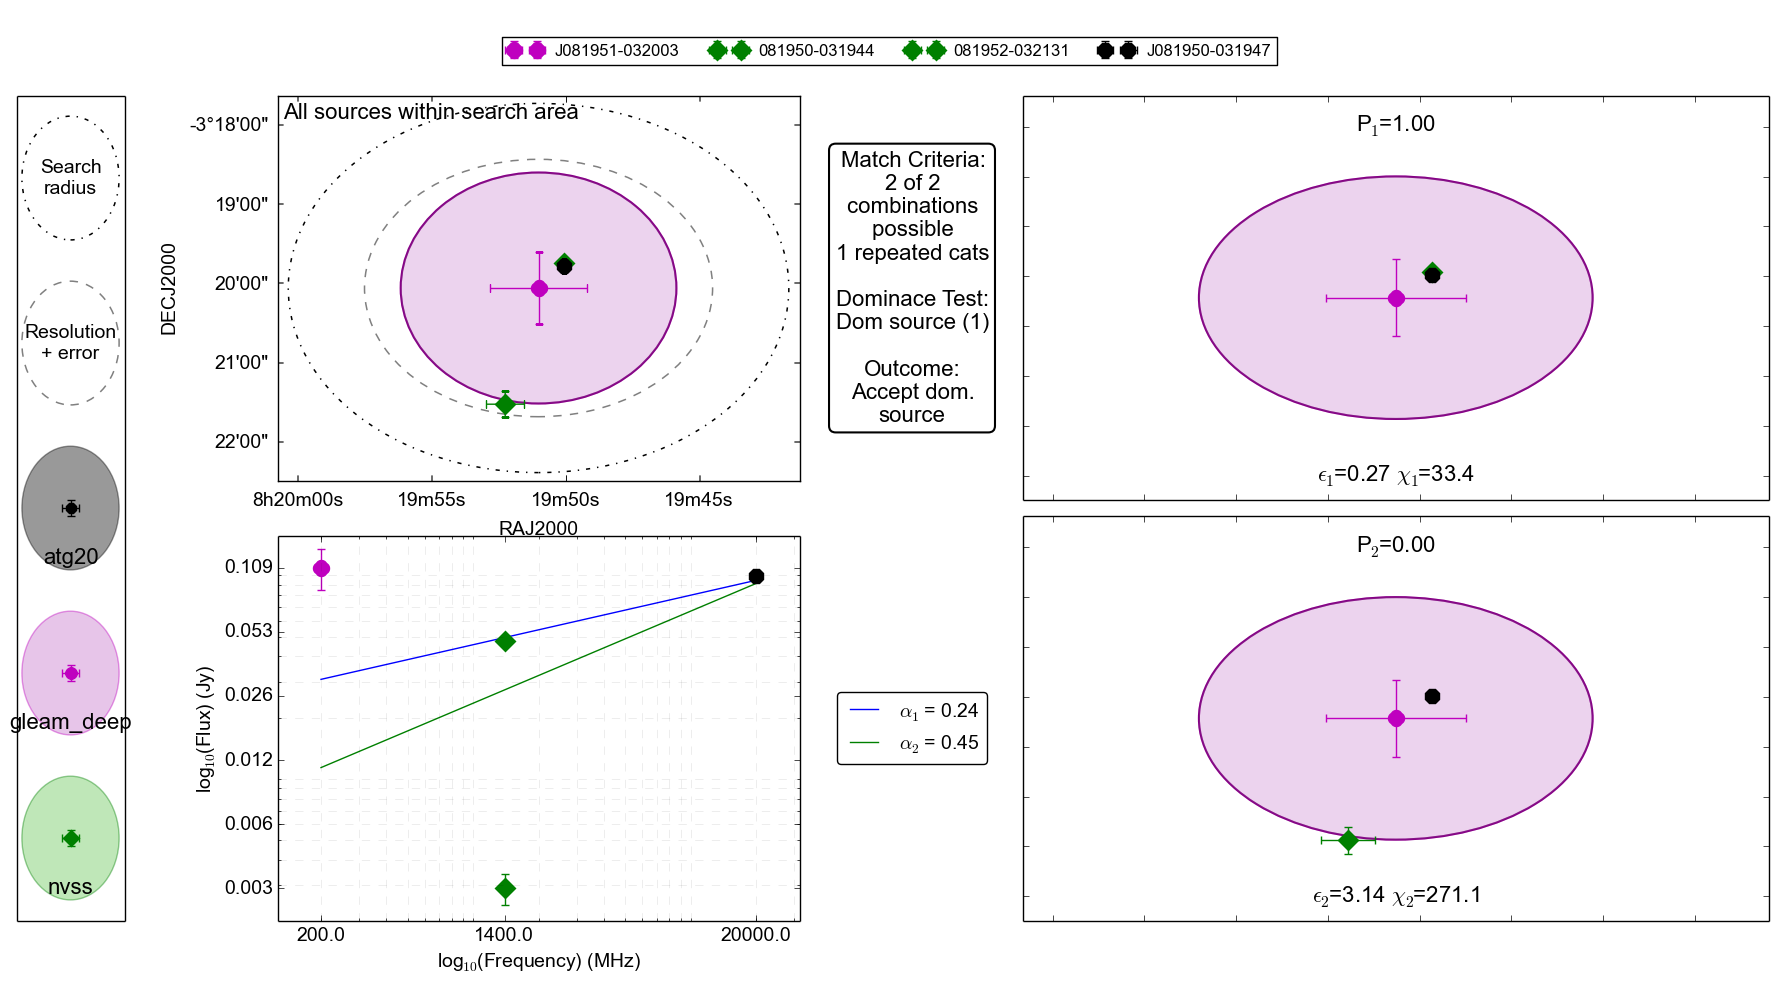 J081951-032003 081950-031944 081952-032131 J081950-031947
Search
radius
Resolution
+ error
atg20
gleam_deep
nvss
All sources within search area
DECJ2000
-3°18'00"
19'00"
20'00"
21'00"
22'00"
8h20m00s 19m55s 19m50s 19m45s
RAJ2000
Match Criteria:
2 of 2
combinations
possible
1 repeated cats
Dominace Test:
Dom source (1)
Outcome:
Accept dom.
source
P₁=1.00
ϵ₁=0.27 χ₁=33.4
log₁₀(Flux) (Jy)
0.109
0.053
0.026
0.012
0.006
0.003
200.0 1400.0 20000.0
log₁₀(Frequency) (MHz)
α₁ = 0.24
α₂ = 0.45
P₂=0.00
ϵ₂=3.14 χ₂=271.1